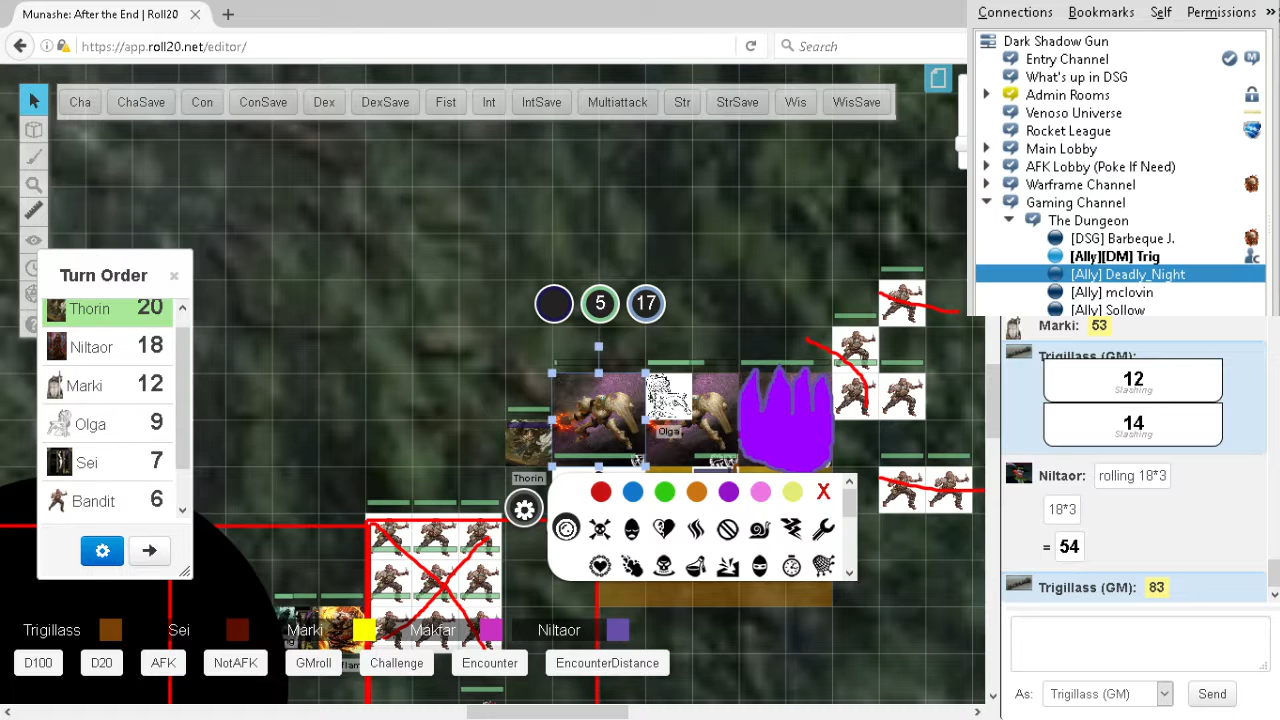 Munashe: After the End | Roll20
https://app.roll20.net/editor/
Search
Cha
ChaSave
Con
ConSave
Dex
DexSave
Fist
Int
IntSave
Multiattack
Str
StrSave
Wis
WisSave
Turn Order
Thorin 20
Niltaor 18
Marki 12
Olga 9
Sei 7
Bandit 6
5
17
Olga
Thorin
X
Trigillass
Sei
Marki
Makfar
Niltaor
D100
D20
AFK
NotAFK
GMroll
Challenge
Encounter
EncounterDistance
Connections Bookmarks Self Permissions »
Dark Shadow Gun
Entry Channel
What's up in DSG
Admin Rooms
Venoso Universe
Rocket League
Main Lobby
AFK Lobby (Poke If Need)
Warframe Channel
Gaming Channel
The Dungeon
[DSG] Barbeque J.
[Ally][DM] Trig
[Ally] Deadly_Night
[Ally] mclovin
[Ally] Sollow
Marki: 53
Trigillass (GM):
12
Slashing
14
Slashing
Niltaor: rolling 18*3
18*3
= 54
Trigillass (GM): 83
As: Trigillass (GM) Send